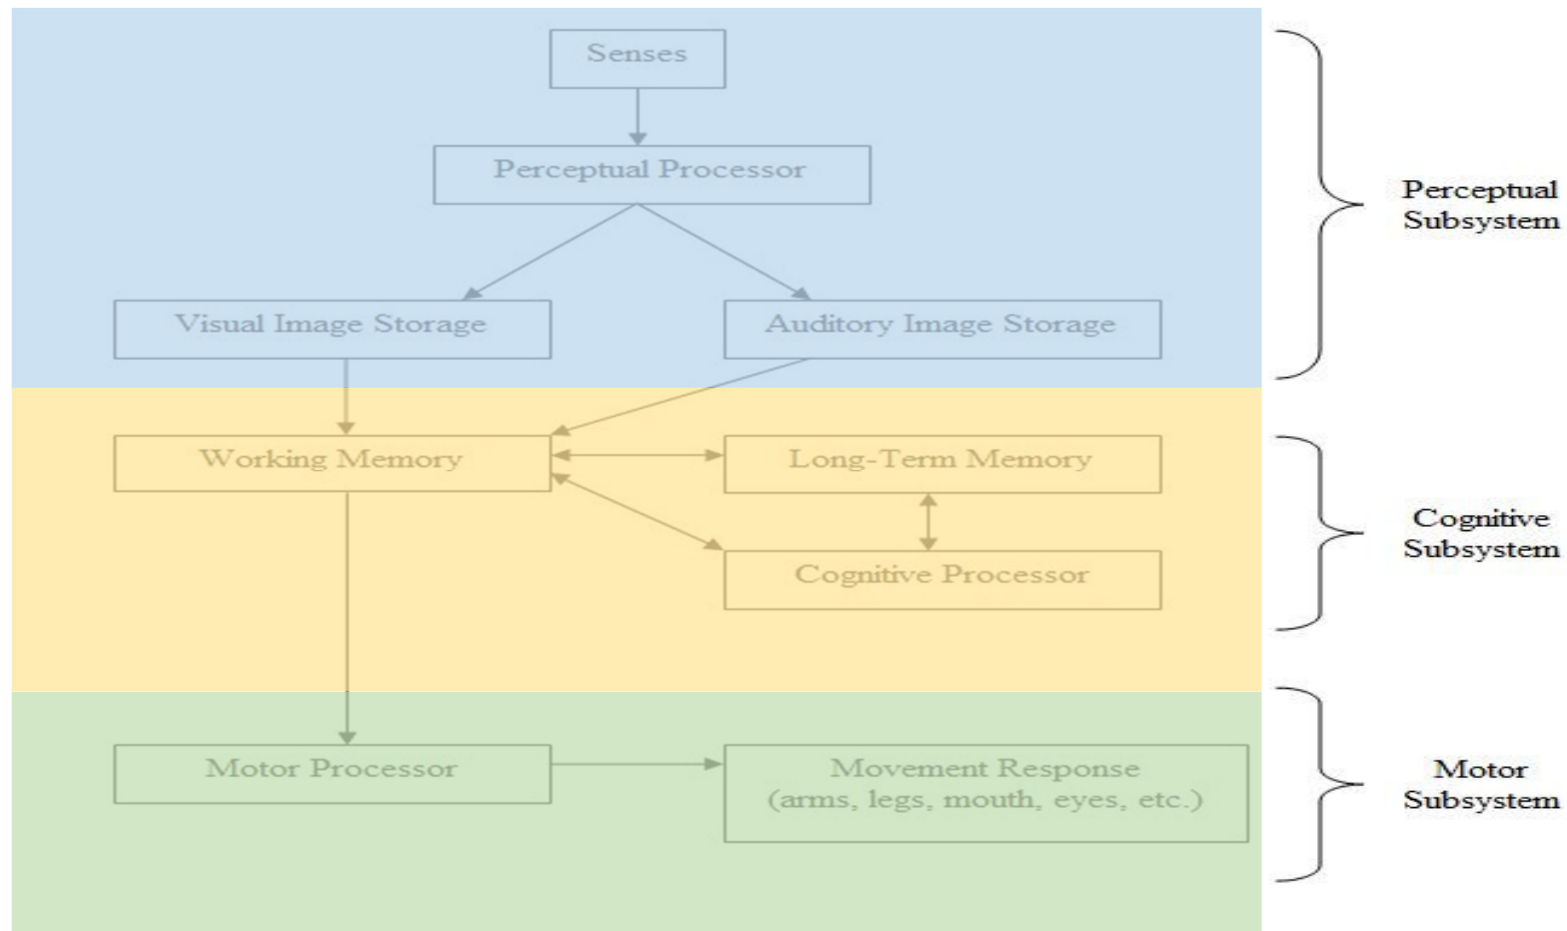 Senses
Perceptual Processor
Perceptual
Subsystem
Visual Image Storage
Auditory Image Storage
Working Memory
Long-Term Memory
Cognitive
Subsystem
Cognitive Processor
Motor Processor
Movement Response
(arms, legs, mouth, eyes, etc.)
Motor
Subsystem